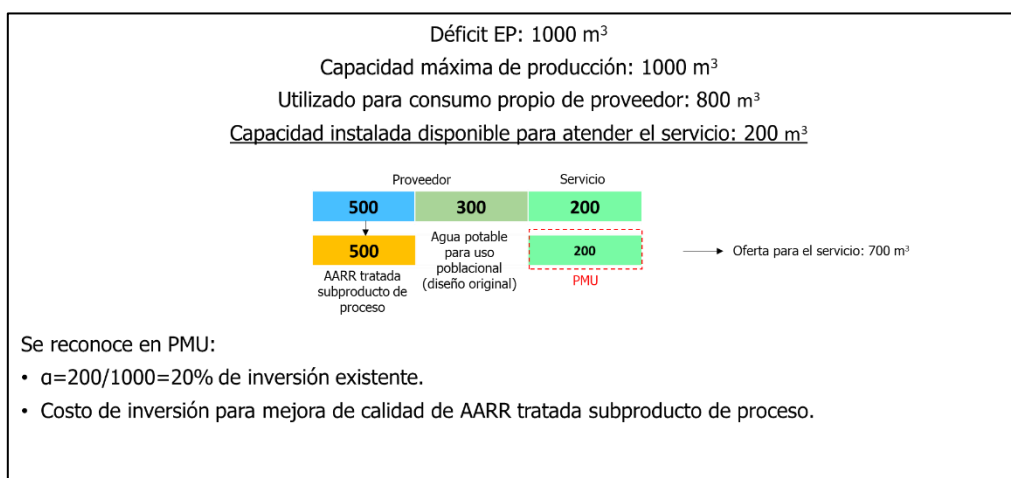 Déficit EP: 1000 m³
Capacidad máxima de producción: 1000 m³
Utilizado para consumo propio de proveedor: 800 m³
Capacidad instalada disponible para atender el servicio: 200 m³
Proveedor
Servicio
500
300
200
500
AARR tratada
subproducto de
proceso
Agua potable
para uso
poblacional
(diseño original)
200
PMU
Oferta para el servicio: 700 m³
Se reconoce en PMU:
• α=200/1000=20% de inversión existente.
• Costo de inversión para mejora de calidad de AARR tratada subproducto de proceso.